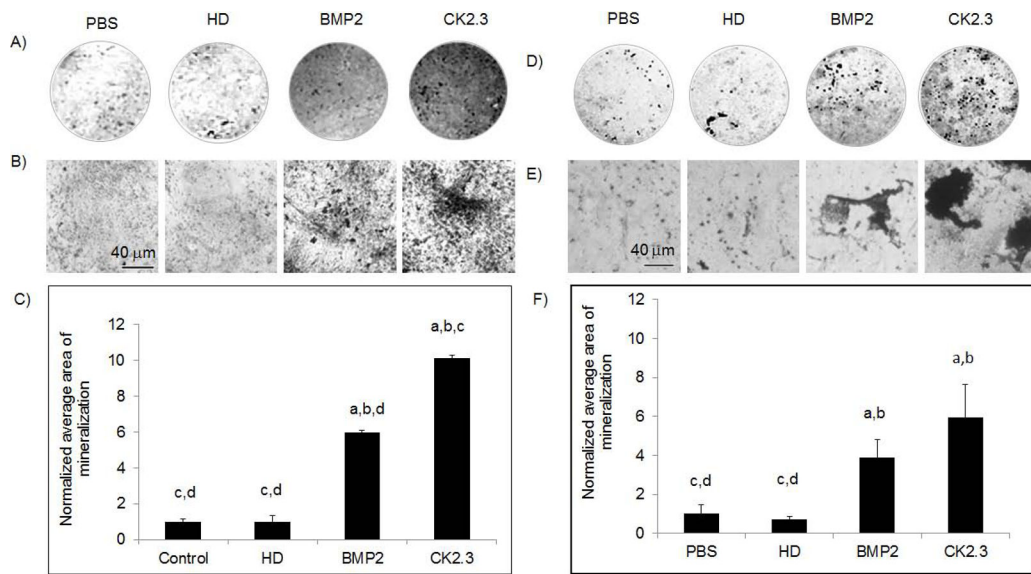 PBS HD BMP2 CK2.3
A)
B)
40 μm
C)
Normalized average area of
mineralization
12
10
8
6
4
2
0
c,d
c,d
a,b,d
a,b,c
Control HD BMP2 CK2.3
PBS HD BMP2 CK2.3
D)
E)
40 μm
F)
Normalized average area of
mineralization
12
10
8
6
4
2
0
c,d
c,d
a,b
a,b
PBS HD BMP2 CK2.3